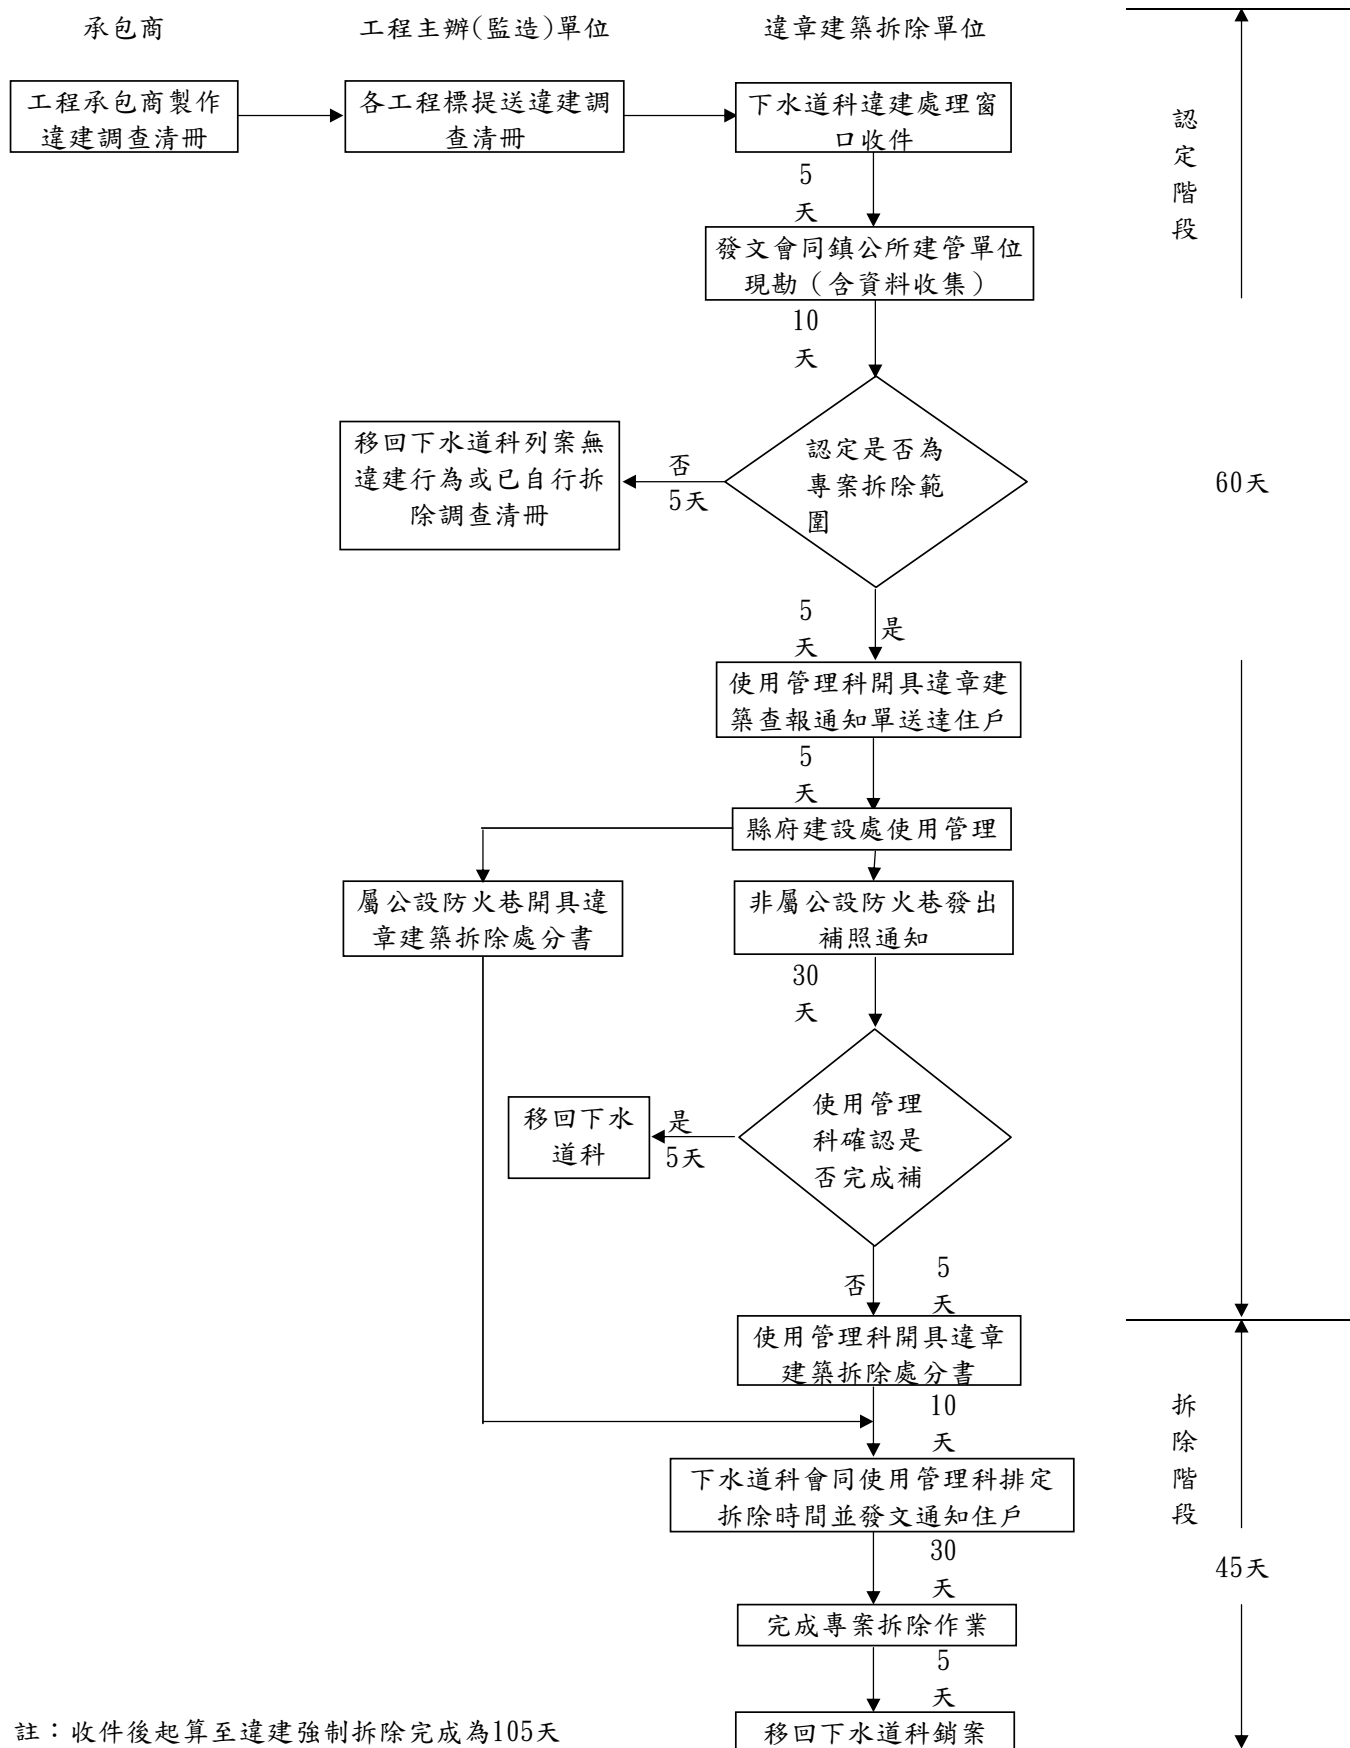 承包商
工程主辦(監造)單位
違章建築拆除單位
工程承包商製作
違建調查清冊
各工程標提送違建調
查清冊
下水道科違建處理窗
口收件
認
定
階
段
5
天
發文會同鎮公所建管單位
現勘（含資料收集）
10
天
認定是否為
專案拆除範
圍
否
5天
移回下水道科列案無
違建行為或已自行拆
除調查清冊
60天
5
天
是
使用管理科開具違章建
築查報通知單送達住戶
5
天
縣府建設處使用管理
屬公設防火巷開具違
章建築拆除處分書
非屬公設防火巷發出
補照通知
30
天
使用管理
科確認是
否完成補
是
5天
移回下水
道科
否
5
天
使用管理科開具違章
建築拆除處分書
拆
除
階
段
10
天
下水道科會同使用管理科排定
拆除時間並發文通知住戶
30
天
45天
完成專案拆除作業
5
天
移回下水道科銷案
註：收件後起算至違建強制拆除完成為105天